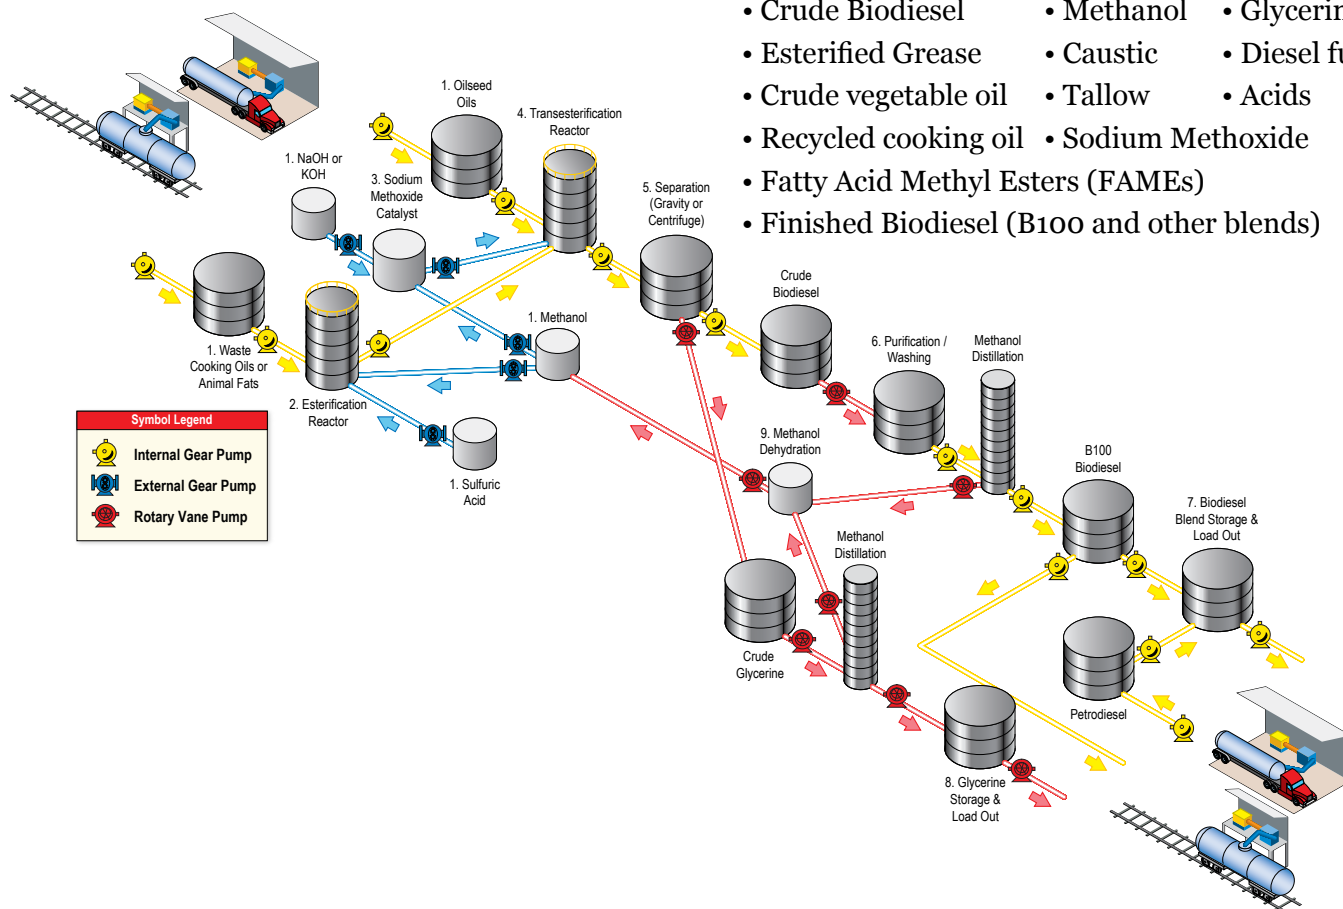 • Crude Biesel • Methanol
• Crude Biodiesel • Methanol • Glycerin
• Esterified Grease • Caustic • Diesel fu
• Crude vegetable oil • Tallow • Acids
• Recycled cooking oil • Sodium Methoxide
• Fatty Acid Methyl Esters (FAMEs)
• Finished Biodiesel (B100 and other blends)
1. Oilseed
Oils
4. Transesterification
Reactor
1. NaOH or
KOH
3. Sodium
Methoxide
Catalyst
5. Separation
(Gravity or
Centrifuge)
Crude
Biodiesel
1. Waste
Cooking Oils or
Animal Fats
1. Methanol
6. Purification /
Washing
Methanol
Distillation
2. Esterification
Reactor
1. Sulfuric
Acid
9. Methanol
Dehydration
B100
Biodiesel
7. Biodiesel
Blend Storage &
Load Out
Symbol Legend
Internal Gear Pump
External Gear Pump
Rotary Vane Pump
Methanol
Distillation
Crude
Glycerine
Petrodiesel
8. Glycerine
Storage &
Load Out